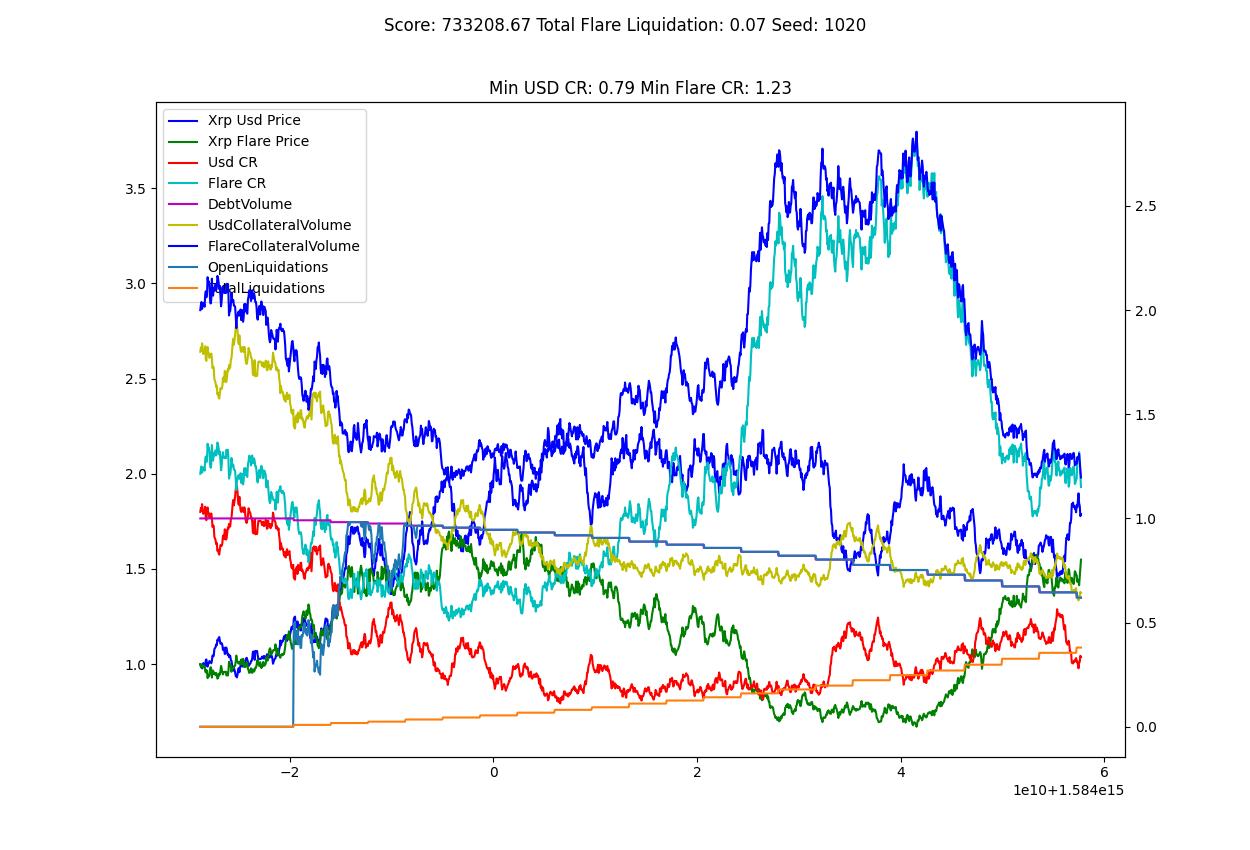 Score: 733208.67 Total Flare Liquidation: 0.07 Seed: 1020
Min USD CR: 0.79 Min Flare CR: 1.23
Xrp Usd Price
Xrp Flare Price
Usd CR
Flare CR
DebtVolume
UsdCollateralVolume
FlareCollateralVolume
OpenLiquidations
TotalLiquidations
3.5
3.0
2.5
2.0
1.5
1.0
2.5
2.0
1.5
1.0
0.5
0.0
−2
0
2
4
6
1e10+1.584e15